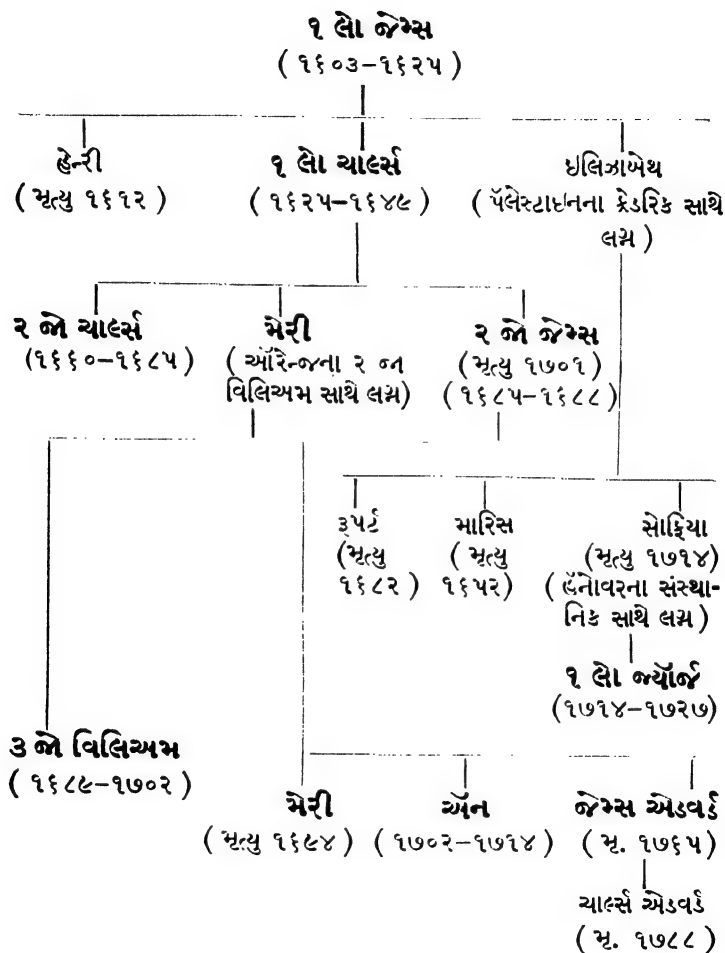 ૧ લો જેમ્સ
(૧૬૦૩–૧૬૨૫)
હેન્રી
(મૃત્યુ ૧૬૧૨)
૧ લો ચાર્લ્સ
(૧૬૨૫–૧૬૪૯)
ઇલિઝાબેથ
(પૅલેસ્ટાઇનના ફ્રેડરિક સાથે
લગ્ન)
૨ જો ચાર્લ્સ
(૧૬૬૦–૧૬૮૫)
મેરી
(ઑરેન્જના ૨ જા
વિલિઅમ સાથે લગ્ન)
૨ જો જેમ્સ
(મૃત્યુ ૧૭૦૧)
(૧૬૮૫–૧૬૮૮)
રૂપર્ટ
(મૃત્યુ
૧૬૮૨)
મારિસ
(મૃત્યુ
૧૬૫૨)
સોફિયા
(મૃત્યુ ૧૭૧૪)
(હૅનોવરના સંસ્થા-
નિક સાથે લગ્ન)
૧ લો જ્યૉર્જ
(૧૭૧૪–૧૭૨૭)
૩ જો વિલિઅમ
(૧૬૮૯–૧૭૦૨)
મેરી
(મૃત્યુ ૧૬૯૪)
ઍન
(૧૭૦૨–૧૭૧૪)
જેમ્સ એડવર્ડ
(મૃ. ૧૭૬૫)
ચાર્લ્સ એડવર્ડ
(મૃ. ૧૭૮૮)